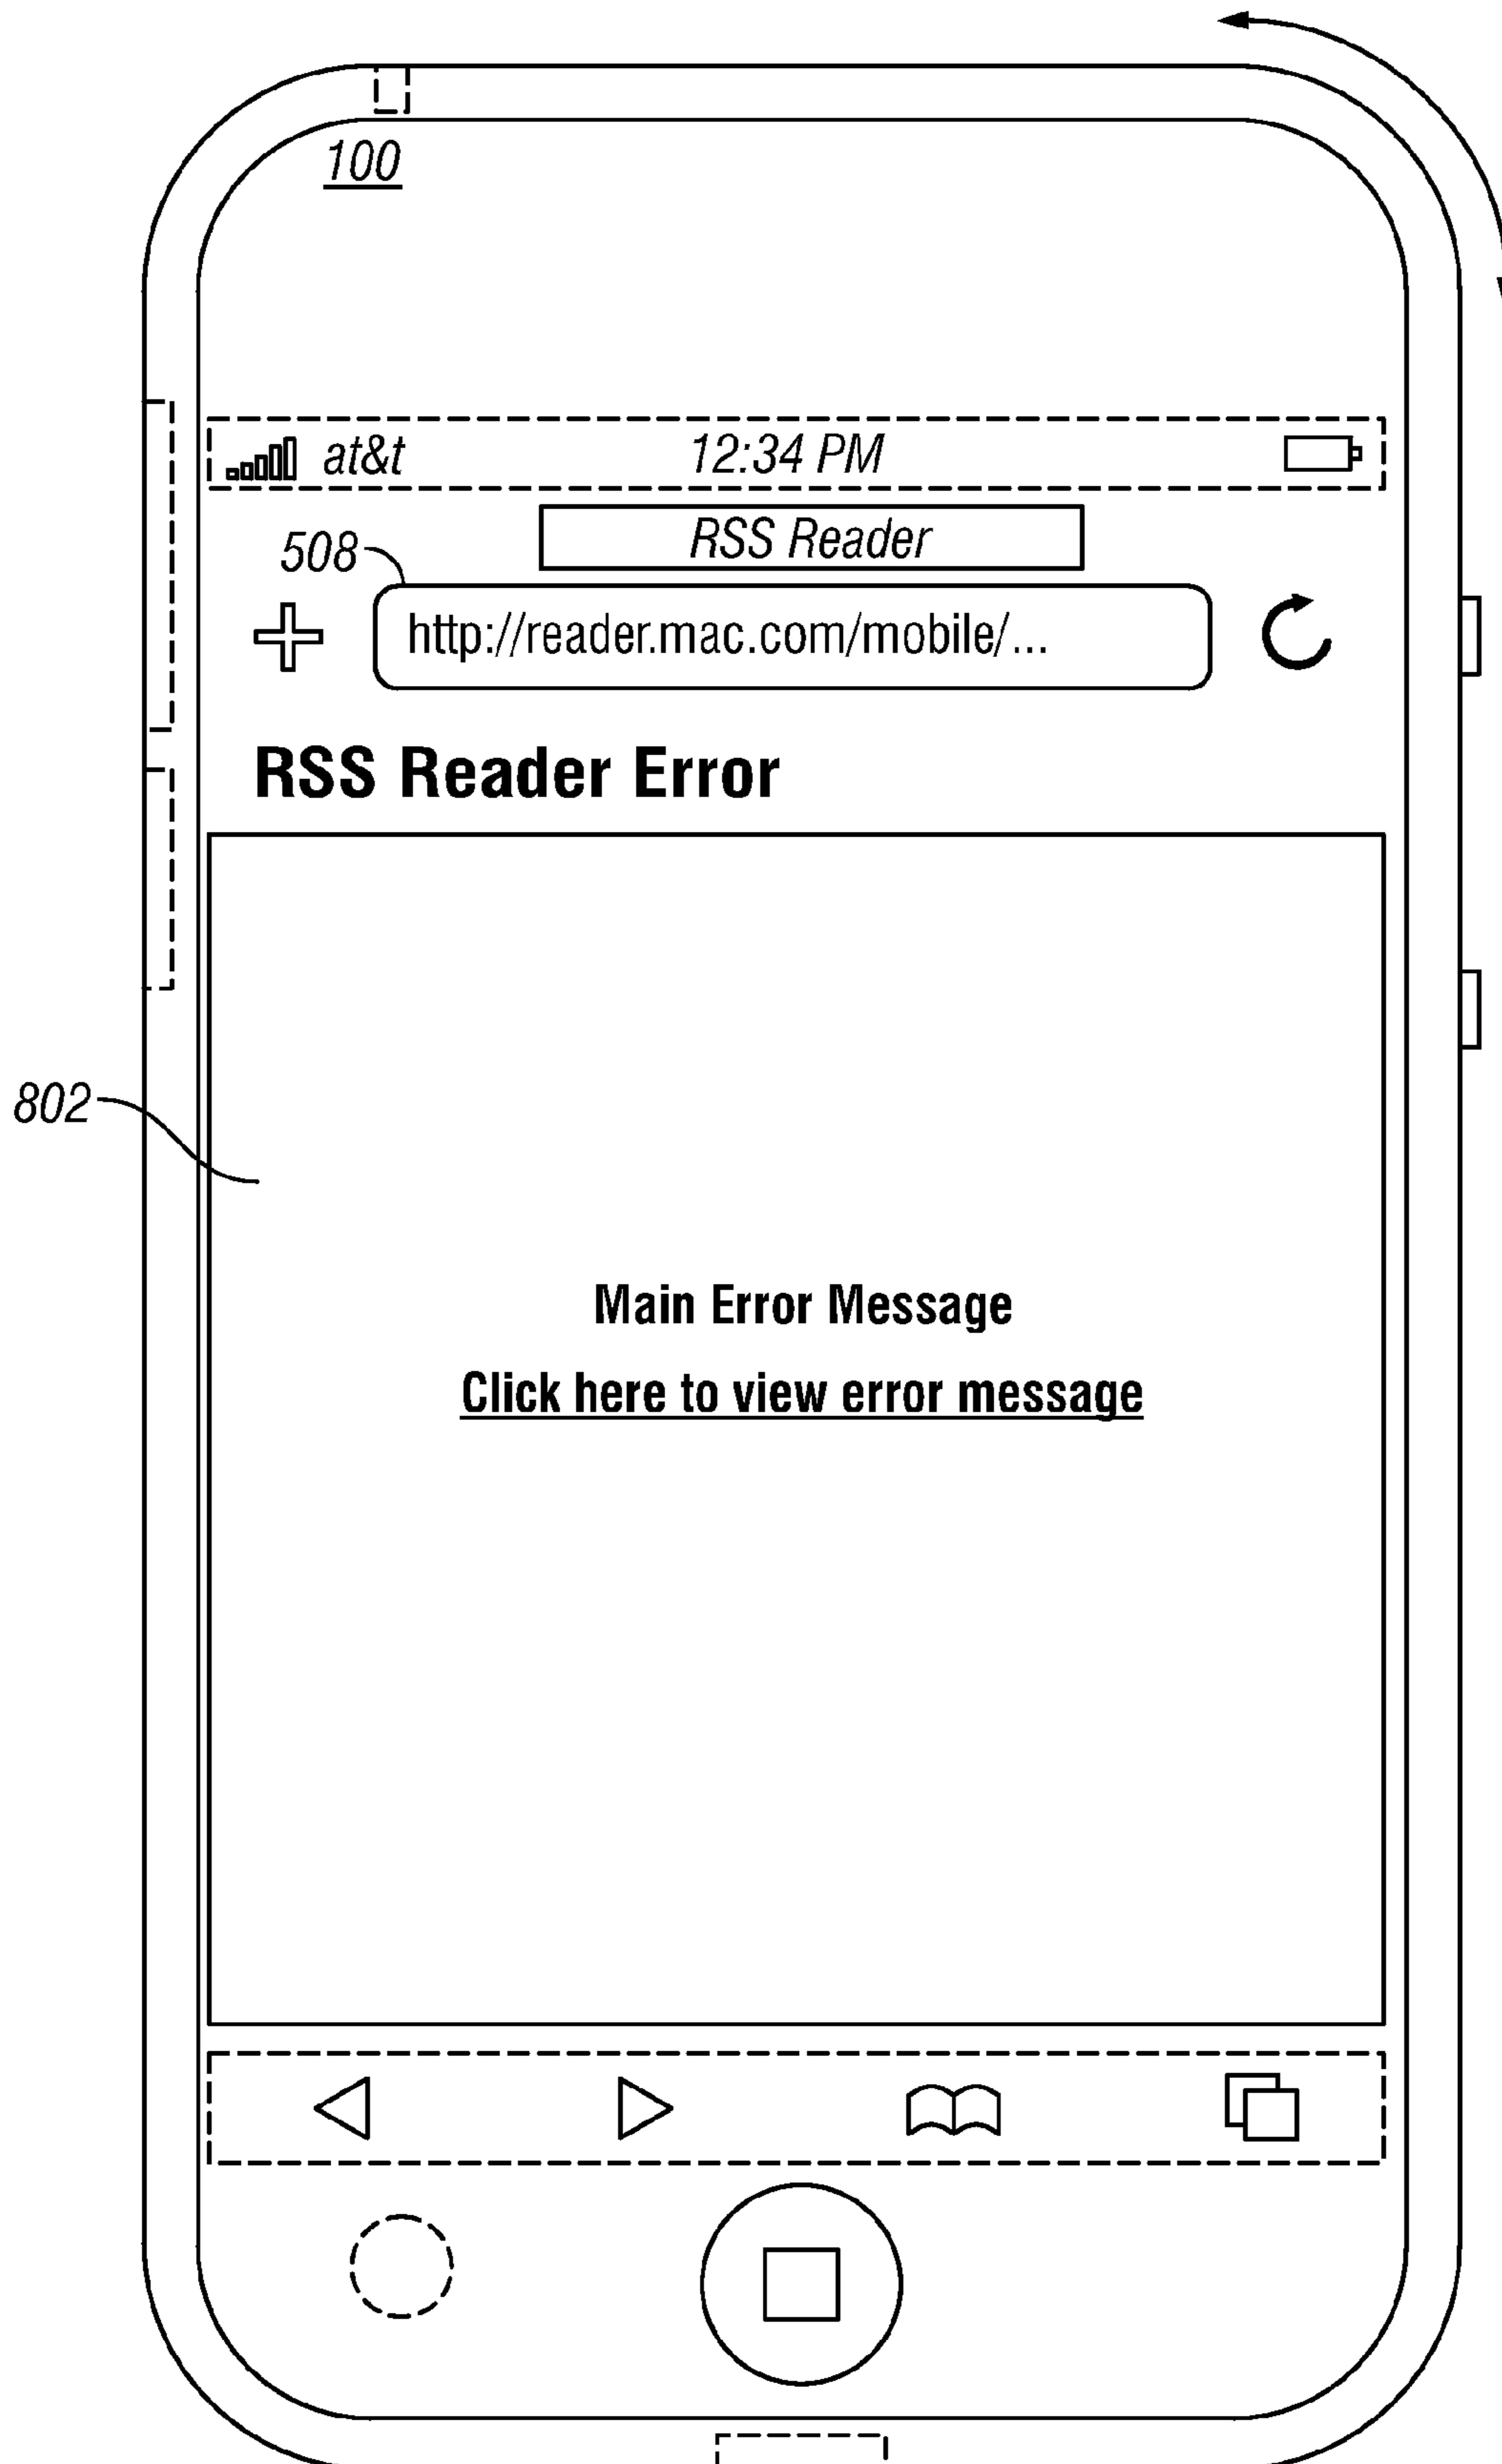 100
at&t 12:34 PM
RSS Reader
508
http://reader.mac.com/mobile/...
RSS Reader Error
802
Main Error Message
Click here to view error message